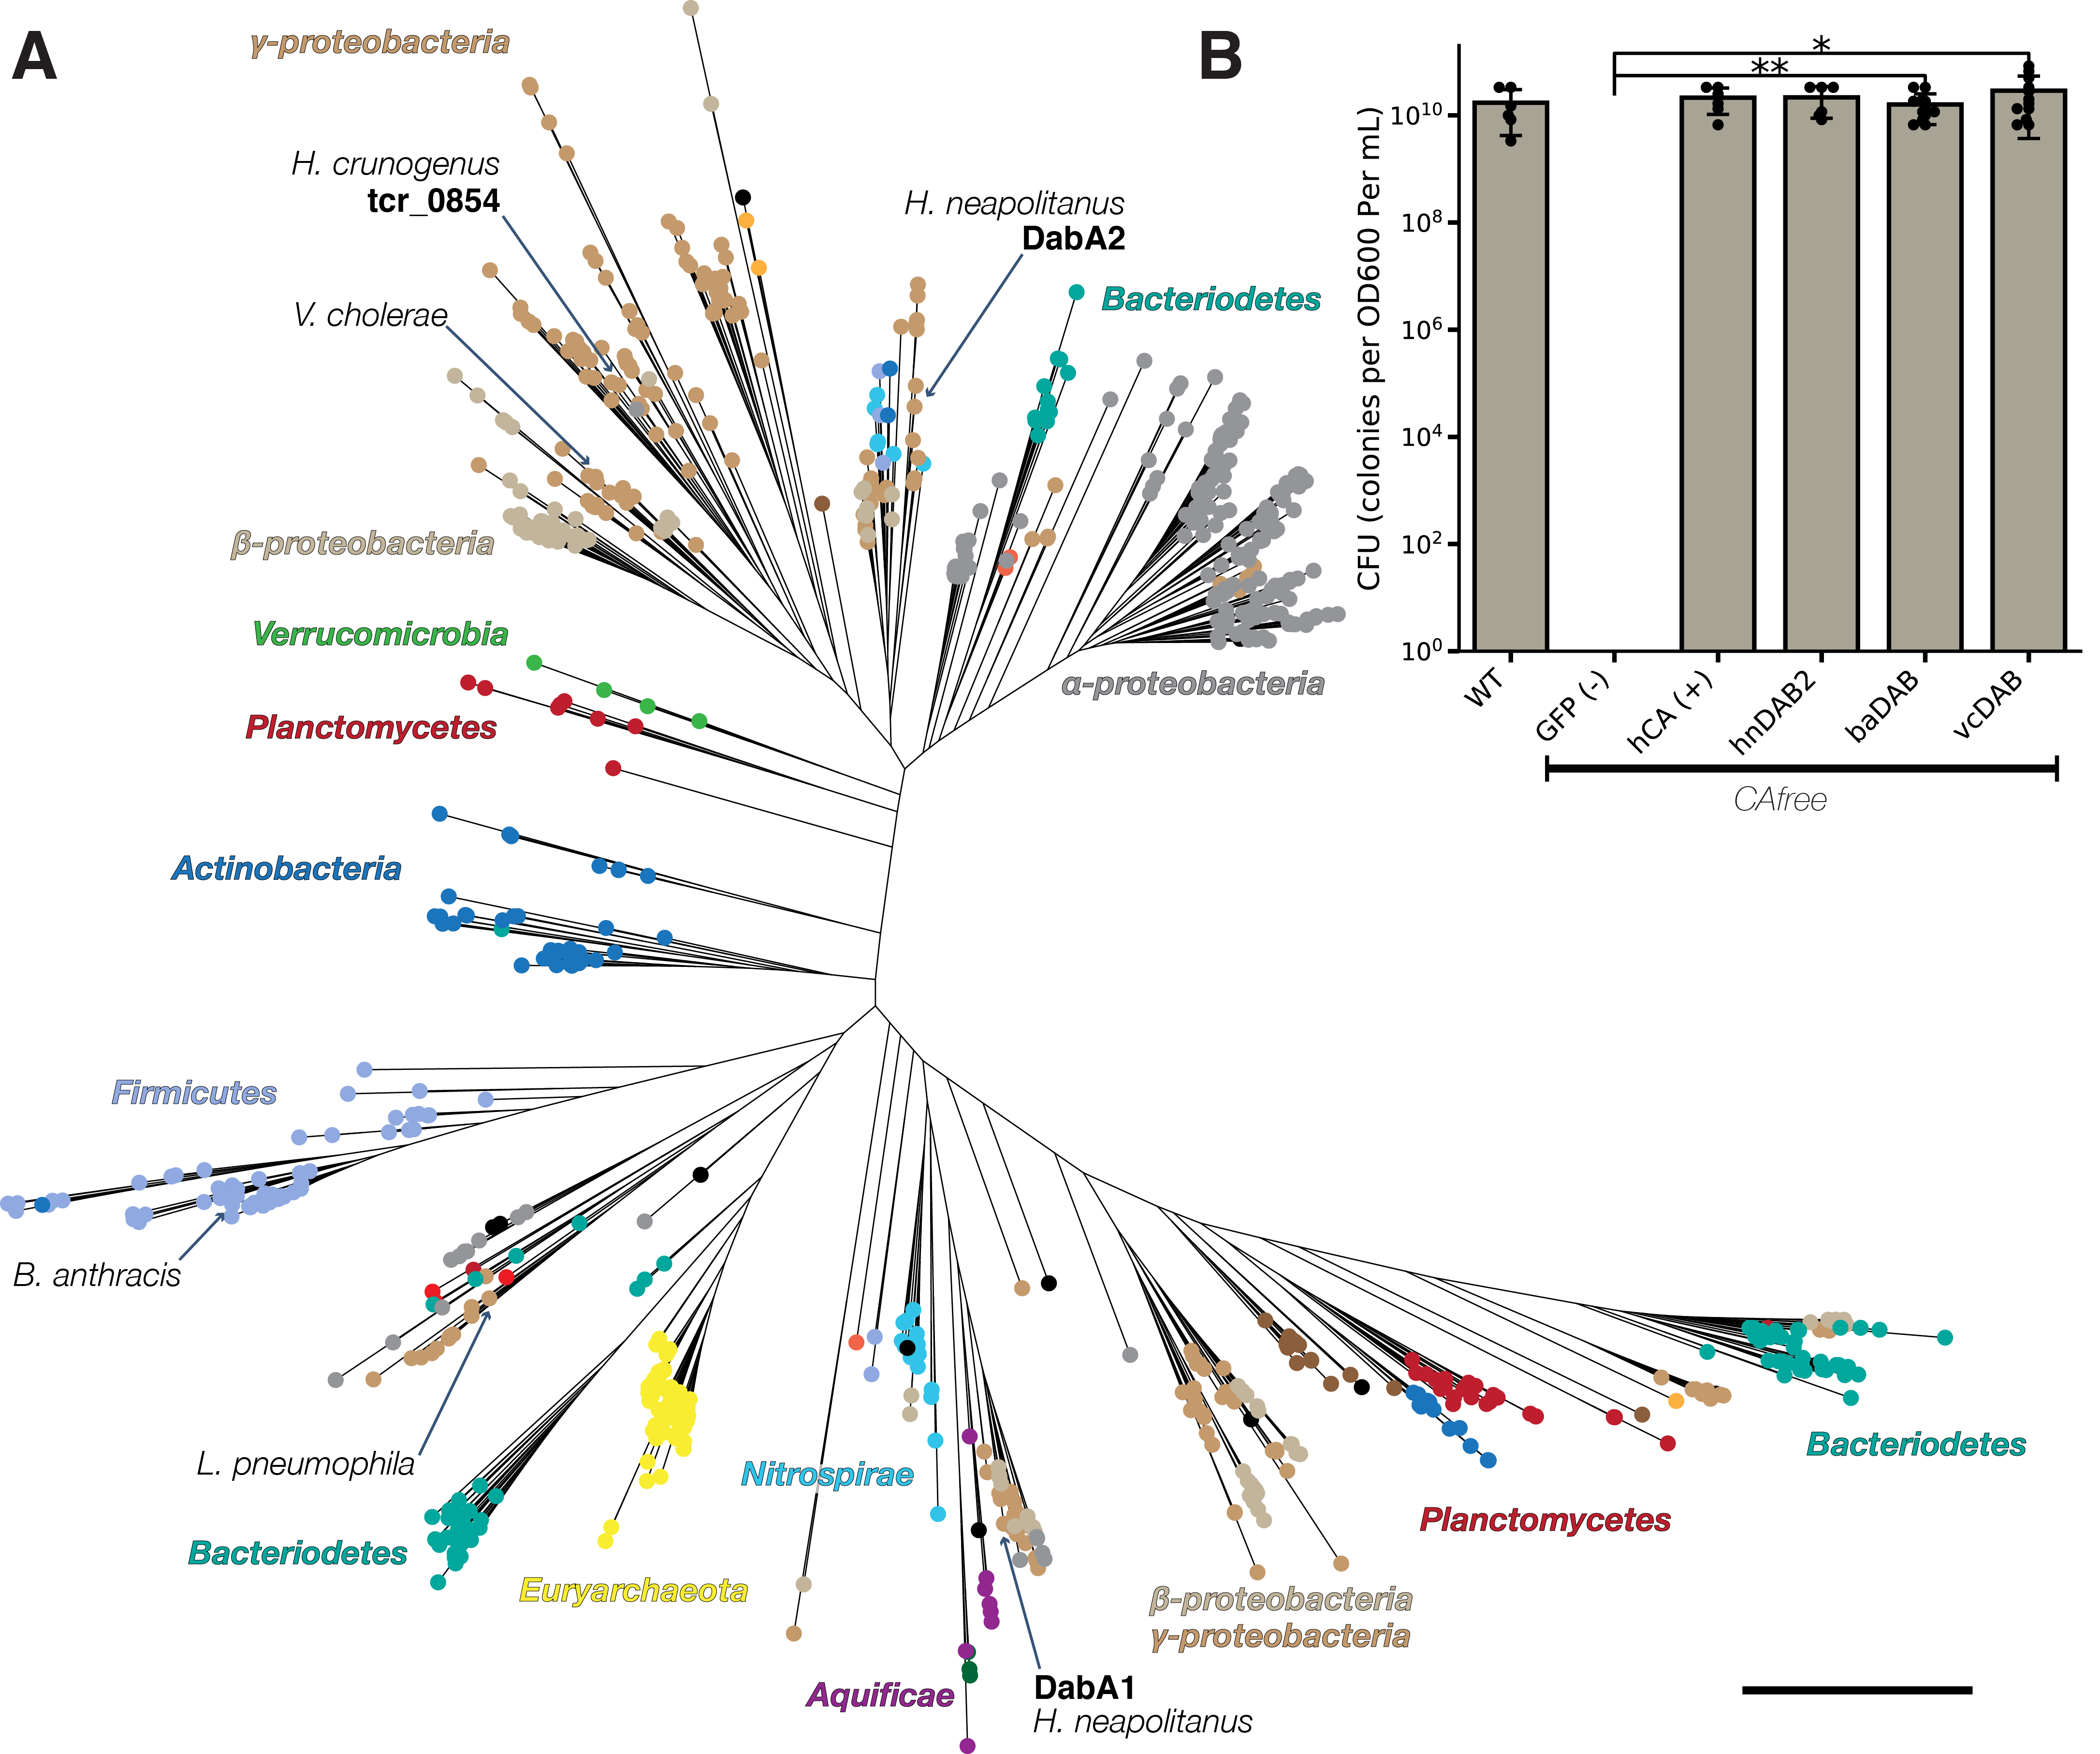 A
γ-proteobacteria
H. crunogenus
tcr_0854
V. cholerae
H. neapolitanus
DabA2
Bacteriodetes
β-proteobacteria
α-proteobacteria
Verrucomicrobia
Planctomycetes
Actinobacteria
Firmicutes
B. anthracis
L. pneumophila
Bacteriodetes
Euryarchaeota
Nitrospirae
Aquificae
DabA1
H. neapolitanus
β-proteobacteria
γ-proteobacteria
Planctomycetes
Bacteriodetes
B
CFU (colonies per OD600 Per mL)
10¹⁰
10⁸
10⁶
10⁴
10²
10⁰
*
**
WT
GFP (-)
hCA (+)
hnDAB2
baDAB
vcDAB
CAfree